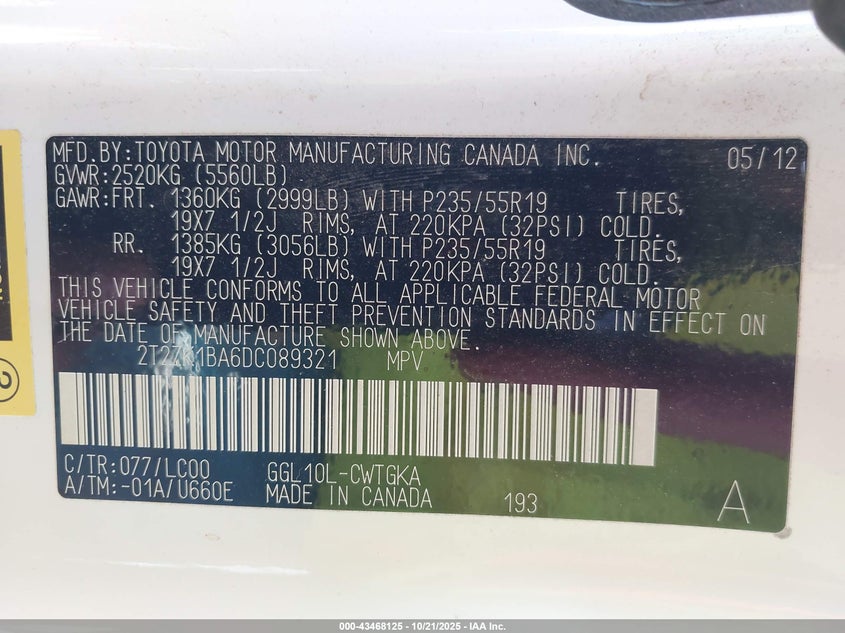 MFD.BY:TOYOTA MOTOR MANUFACTURING CANADA INC. 05/12
GVWR:2520KG (5560LB)
GAWR:FRT. 1360KG (2999LB) WITH P235/55R19 TIRES,
19X7 1/2J RIMS, AT 220KPA (32PSI) COLD.
RR. 1385KG (3056LB) WITH P235/55R19 TIRES,
19X7 1/2J RIMS, AT 220KPA (32PSI) COLD.
THIS VEHICLE CONFORMS TO ALL APPLICABLE FEDERAL MOTOR
VEHICLE SAFETY AND THEFT PREVENTION STANDARDS IN EFFECT ON
THE DATE OF MANUFACTURE SHOWN ABOVE.
2T2ZK1BA6DC089321 MPV
C/TR:077/LC00 GGL10L-CWTGKA
A/TM:-01A/U660E MADE IN CANADA 193 A
000-43468125 - 10/21/2025 - IAA Inc.